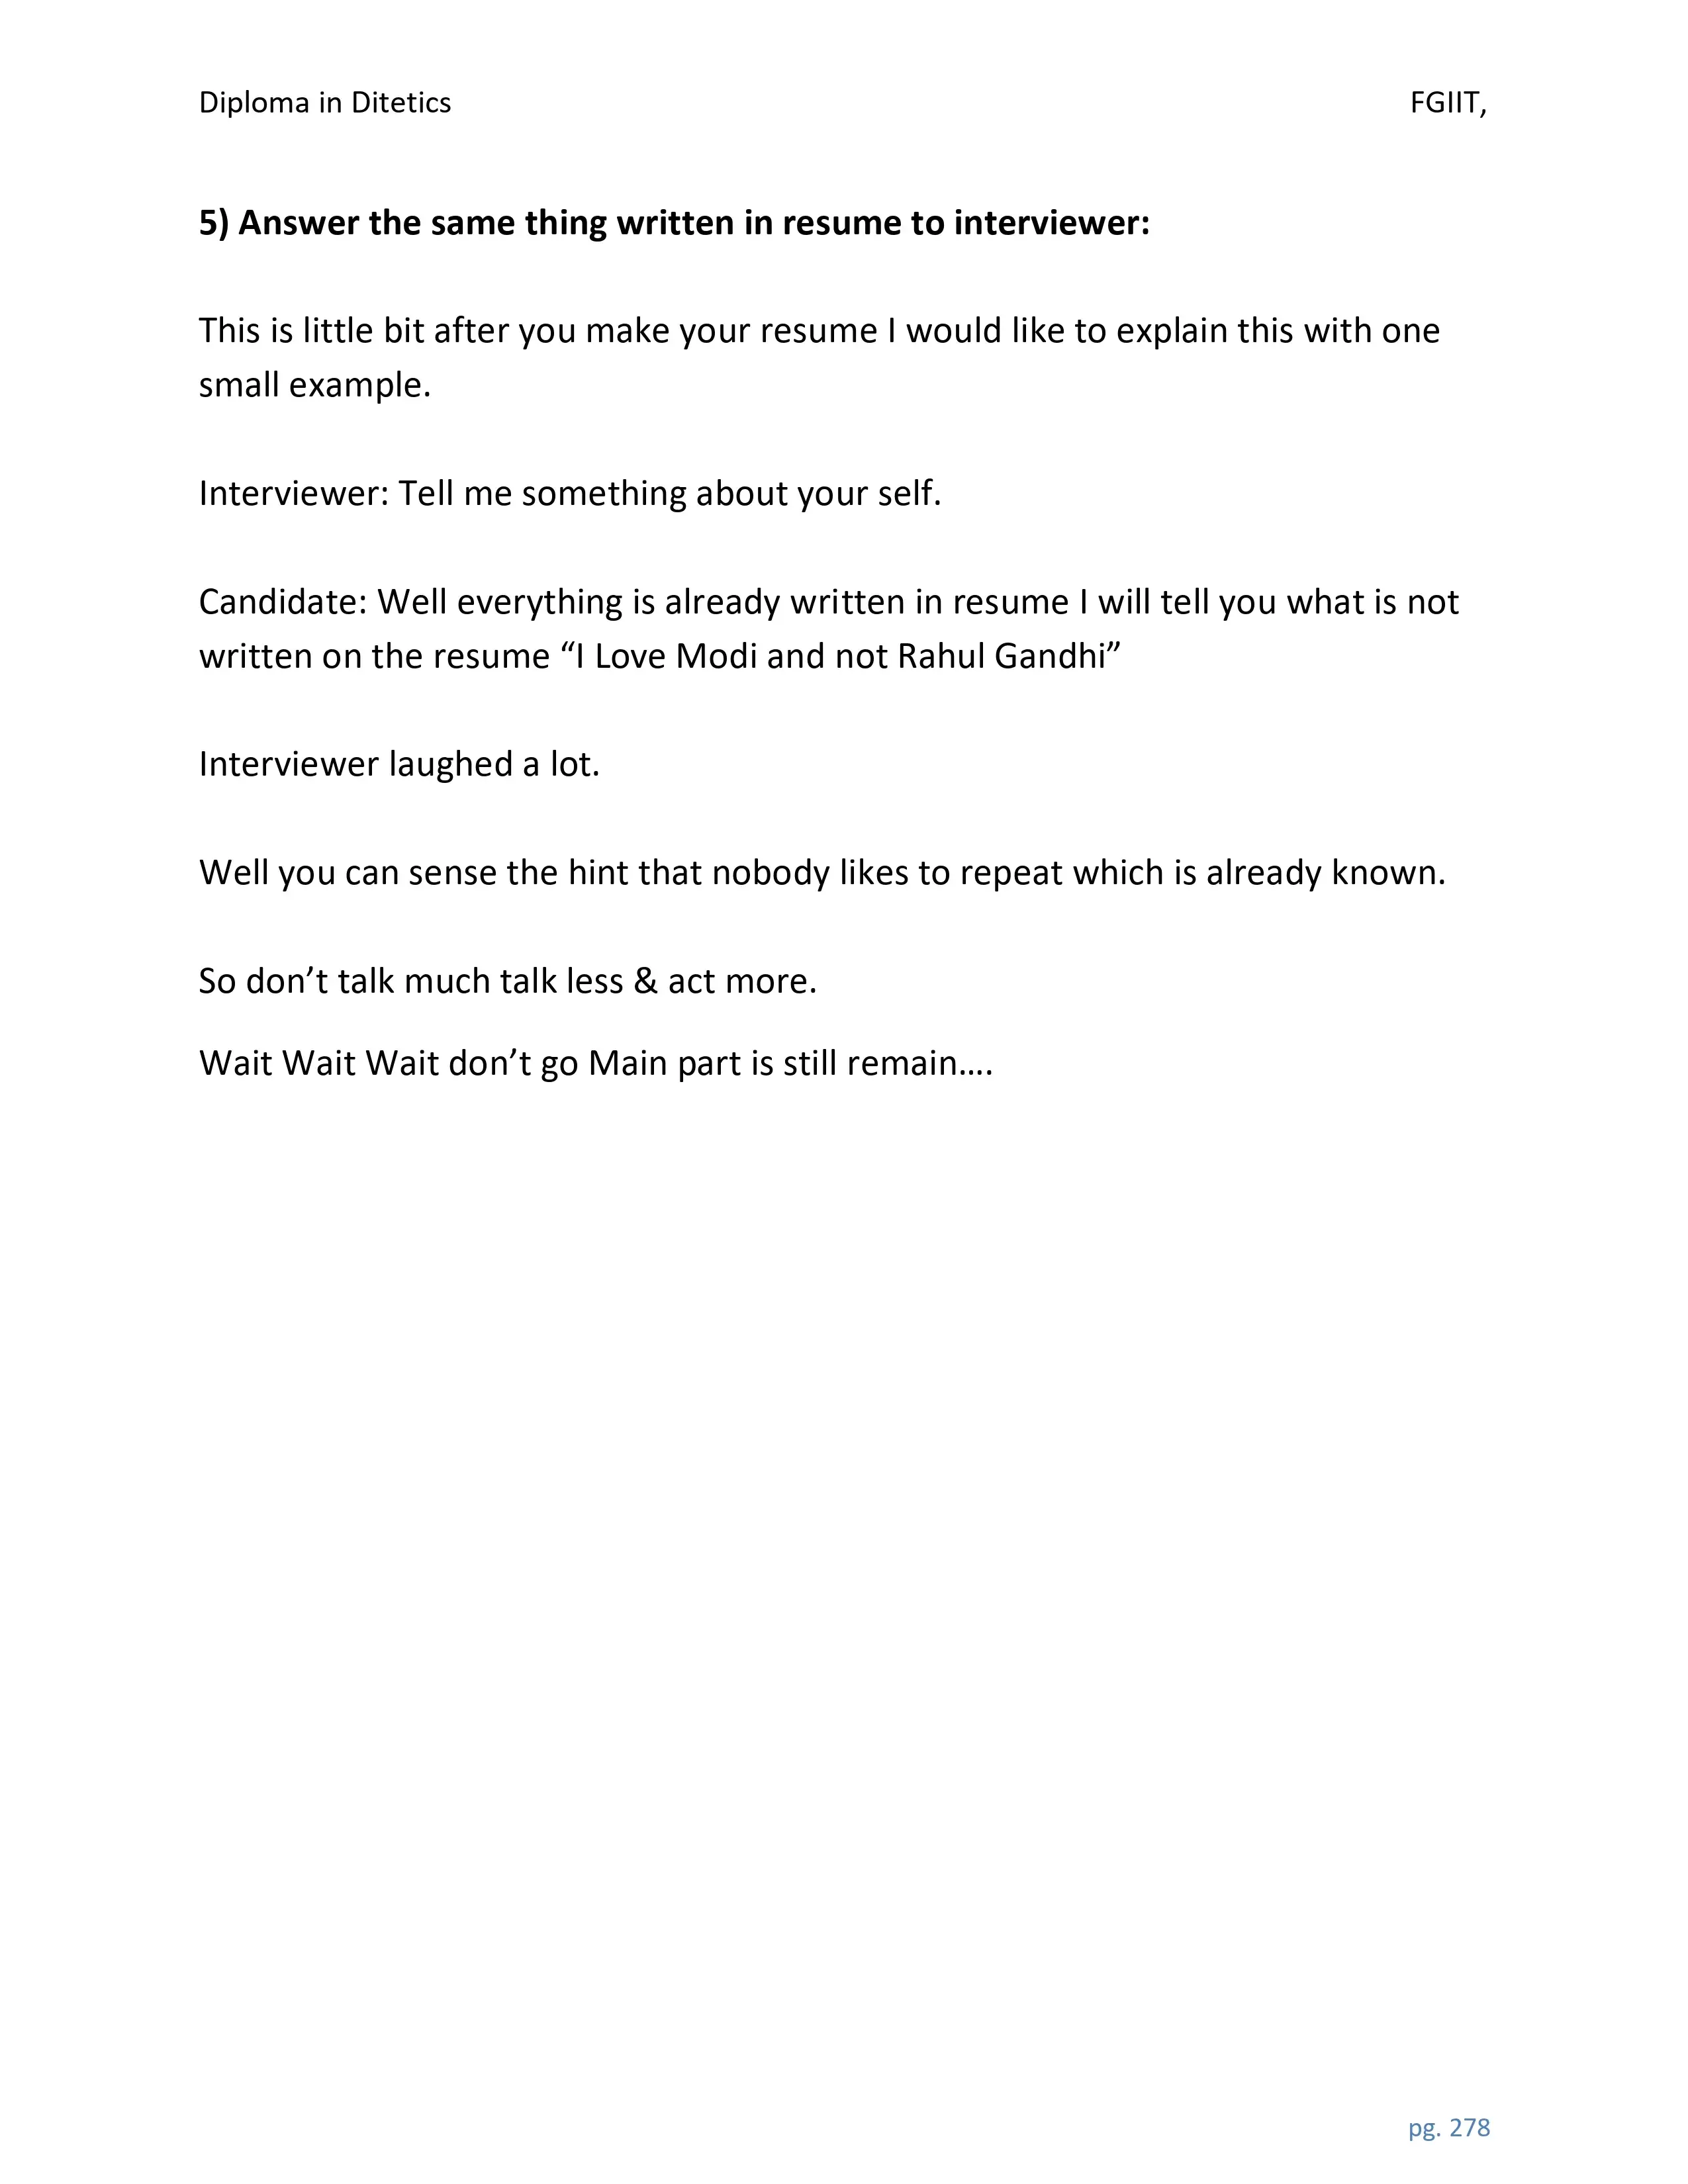 Diploma in Ditetics FGIIT,
5) Answer the same thing written in resume to interviewer:
This is little bit after you make your resume I would like to explain this with one
small example.
Interviewer: Tell me something about your self.
Candidate: Well everything is already written in resume I will tell you what is not
written on the resume “I Love Modi and not Rahul Gandhi”
Interviewer laughed a lot.
Well you can sense the hint that nobody likes to repeat which is already known.
So don’t talk much talk less & act more.
Wait Wait Wait don’t go Main part is still remain....
pg. 278